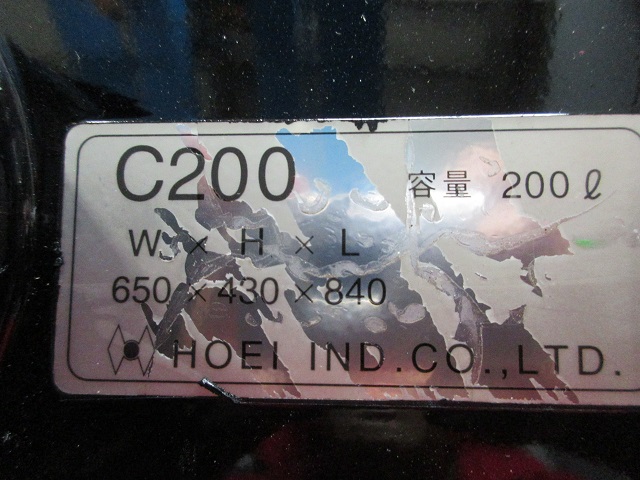 C200 容量 200ℓ
W × H × L
650 × 430 × 840
HOEI IND.CO.,LTD.